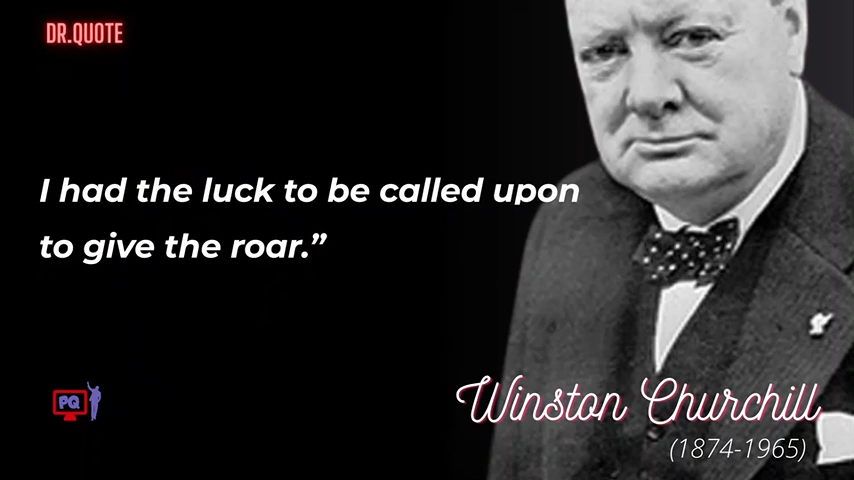 DR.QUOTE
I had the luck to be called upon
to give the roar.”
PQ
Winston Churchill
(1874-1965)